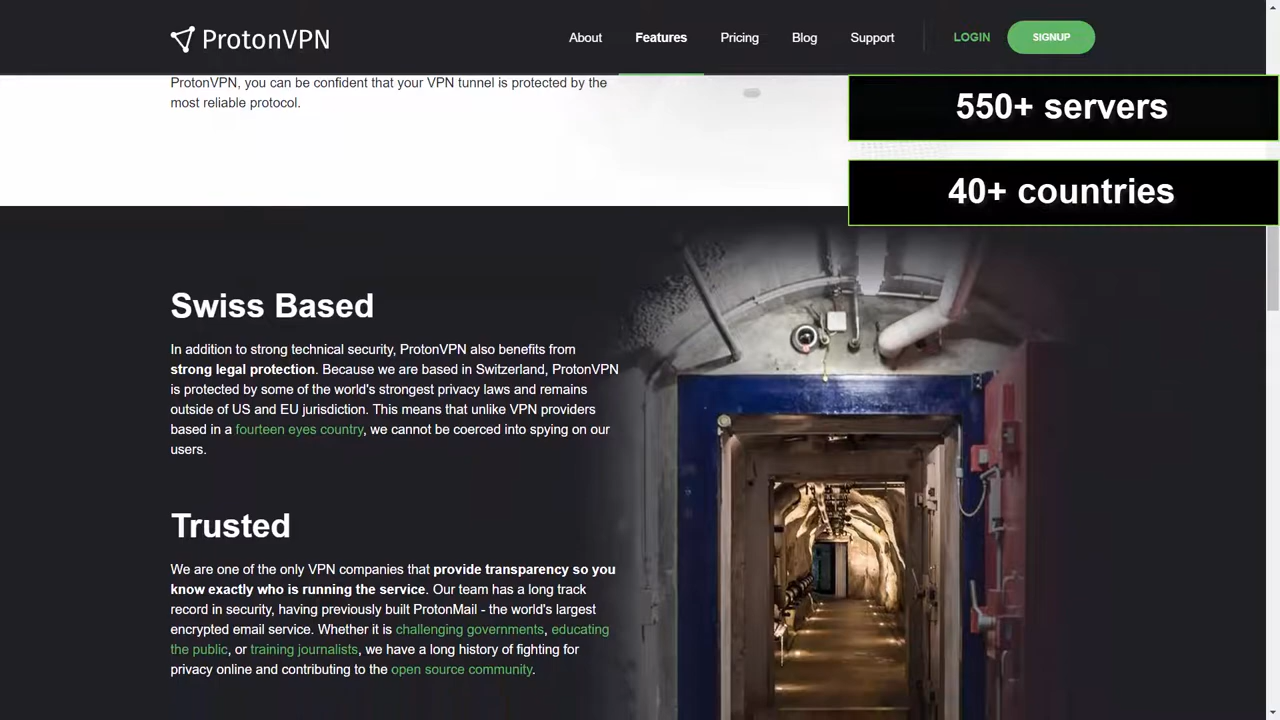 ProtonVPN
About
Features
Pricing
Blog
Support
LOGIN
SIGNUP
ProtonVPN, you can be confident that your VPN tunnel is protected by the
most reliable protocol.
550+ servers
40+ countries
Swiss Based
In addition to strong technical security, ProtonVPN also benefits from
strong legal protection. Because we are based in Switzerland, ProtonVPN
is protected by some of the world's strongest privacy laws and remains
outside of US and EU jurisdiction. This means that unlike VPN providers
based in a fourteen eyes country, we cannot be coerced into spying on our
users.
Trusted
We are one of the only VPN companies that provide transparency so you
know exactly who is running the service. Our team has a long track
record in security, having previously built ProtonMail - the world's largest
encrypted email service. Whether it is challenging governments, educating
the public, or training journalists, we have a long history of fighting for
privacy online and contributing to the open source community.